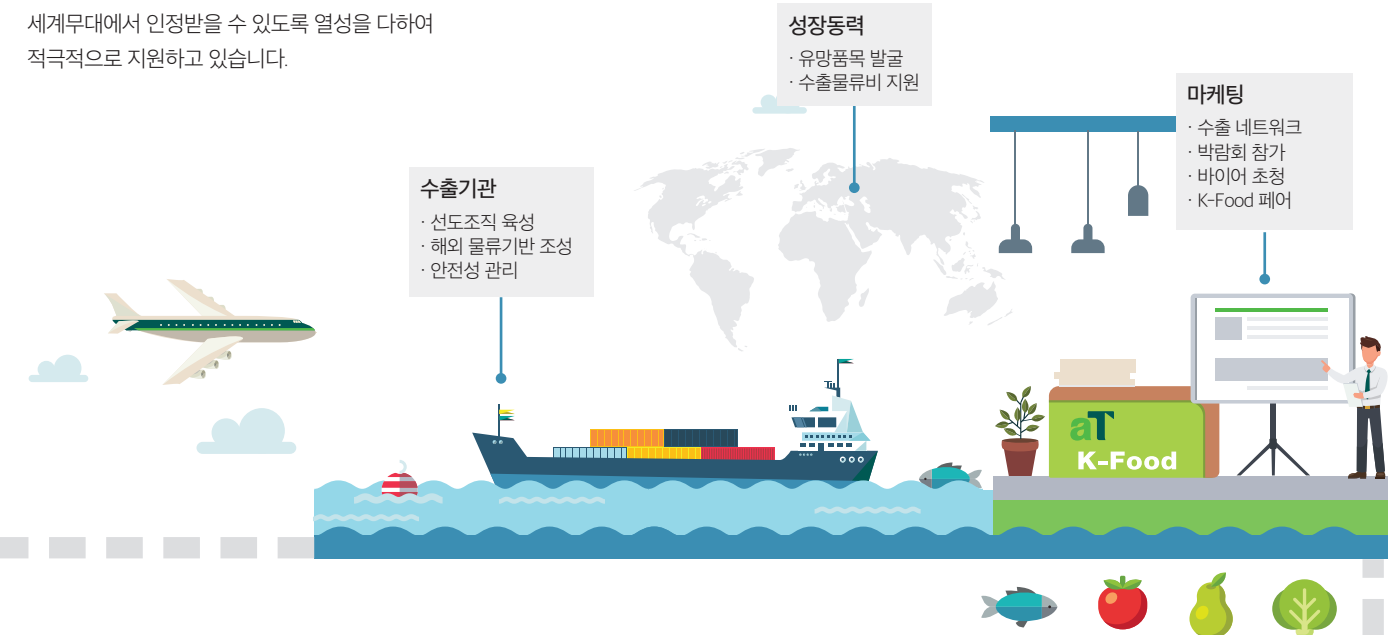 세계무대에서 인정받을 수 있도록 열성을 다하여
적극적으로 지원하고 있습니다.
성장동력
· 유망품목 발굴
· 수출물류비 지원
마케팅
· 수출 네트워크
· 박람회 참가
· 바이어 초청
· K-Food 페어
수출기관
· 선도조직 육성
· 해외 물류기반 조성
· 안전성 관리
aT
K-Food